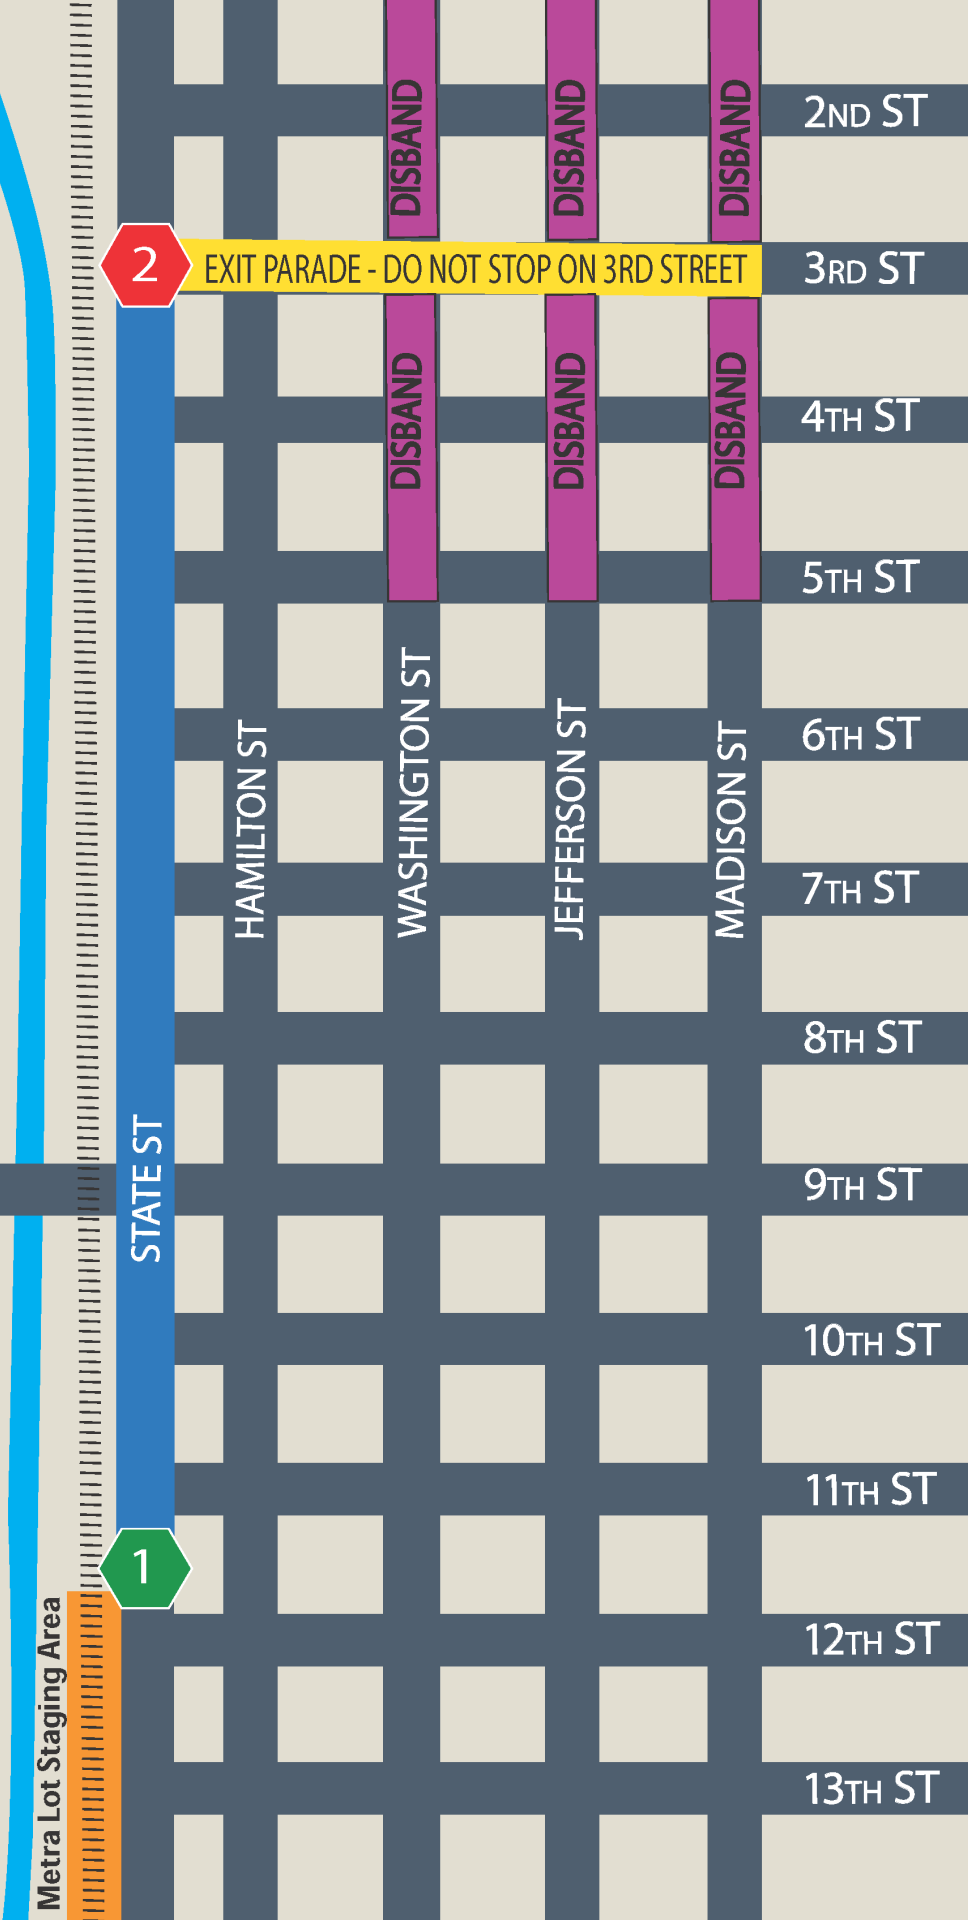 DISBAND
DISBAND
DISBAND
2ND ST
2
EXIT PARADE - DO NOT STOP ON 3RD STREET
3RD ST
DISBAND
DISBAND
DISBAND
4TH ST
5TH ST
HAMILTON ST
WASHINGTON ST
JEFFERSON ST
MADISON ST
6TH ST
7TH ST
8TH ST
STATE ST
9TH ST
10TH ST
11TH ST
1
Metra Lot Staging Area
12TH ST
13TH ST